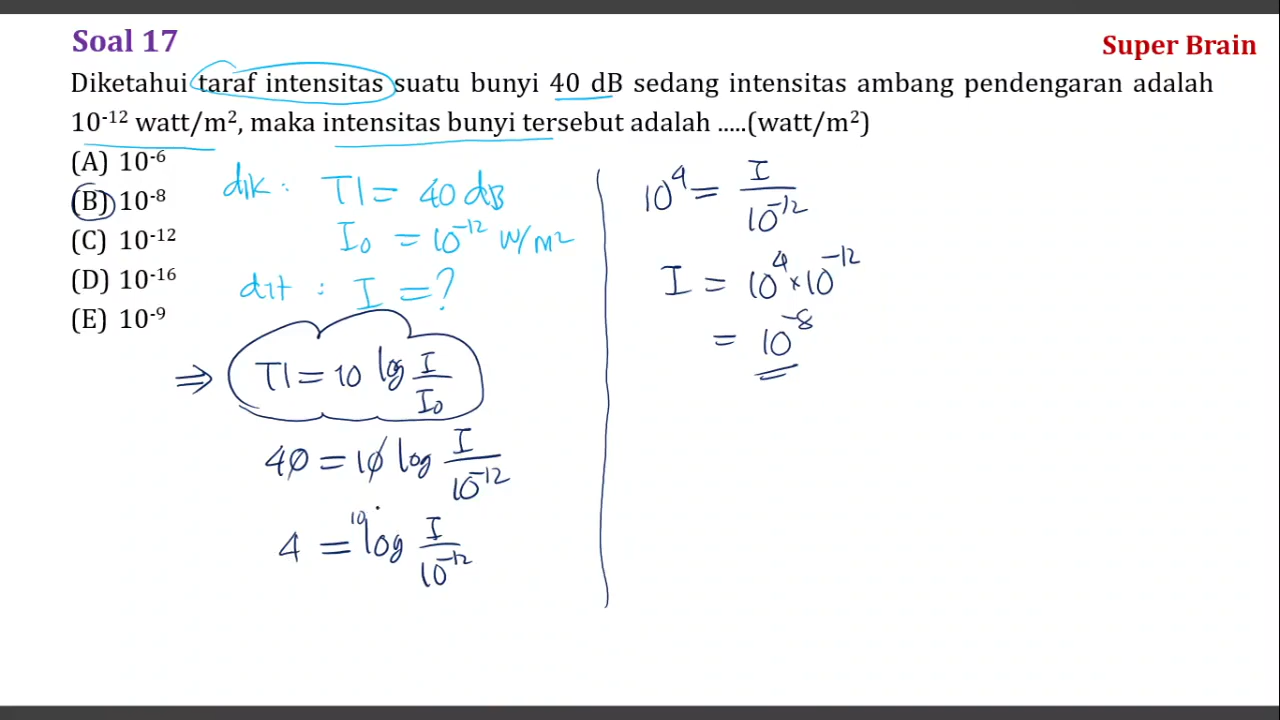 Soal 17
Super Brain
Diketahui taraf intensitas suatu bunyi 40 dB sedang intensitas ambang pendengaran adalah
10⁻¹² watt/m², maka intensitas bunyi tersebut adalah .....(watt/m²)
(A) 10⁻⁶
(B) 10⁻⁸
(C) 10⁻¹²
(D) 10⁻¹⁶
(E) 10⁻⁹
dik : TI = 40 dB
I₀ = 10⁻¹² W/m²
dit : I = ?
⇒ TI = 10 log I/I₀
40 = 10 log I/10⁻¹²
4 = ¹⁰log I/10⁻¹²
10⁴ = I/10⁻¹²
I = 10⁴ × 10⁻¹²
= 10⁻⁸